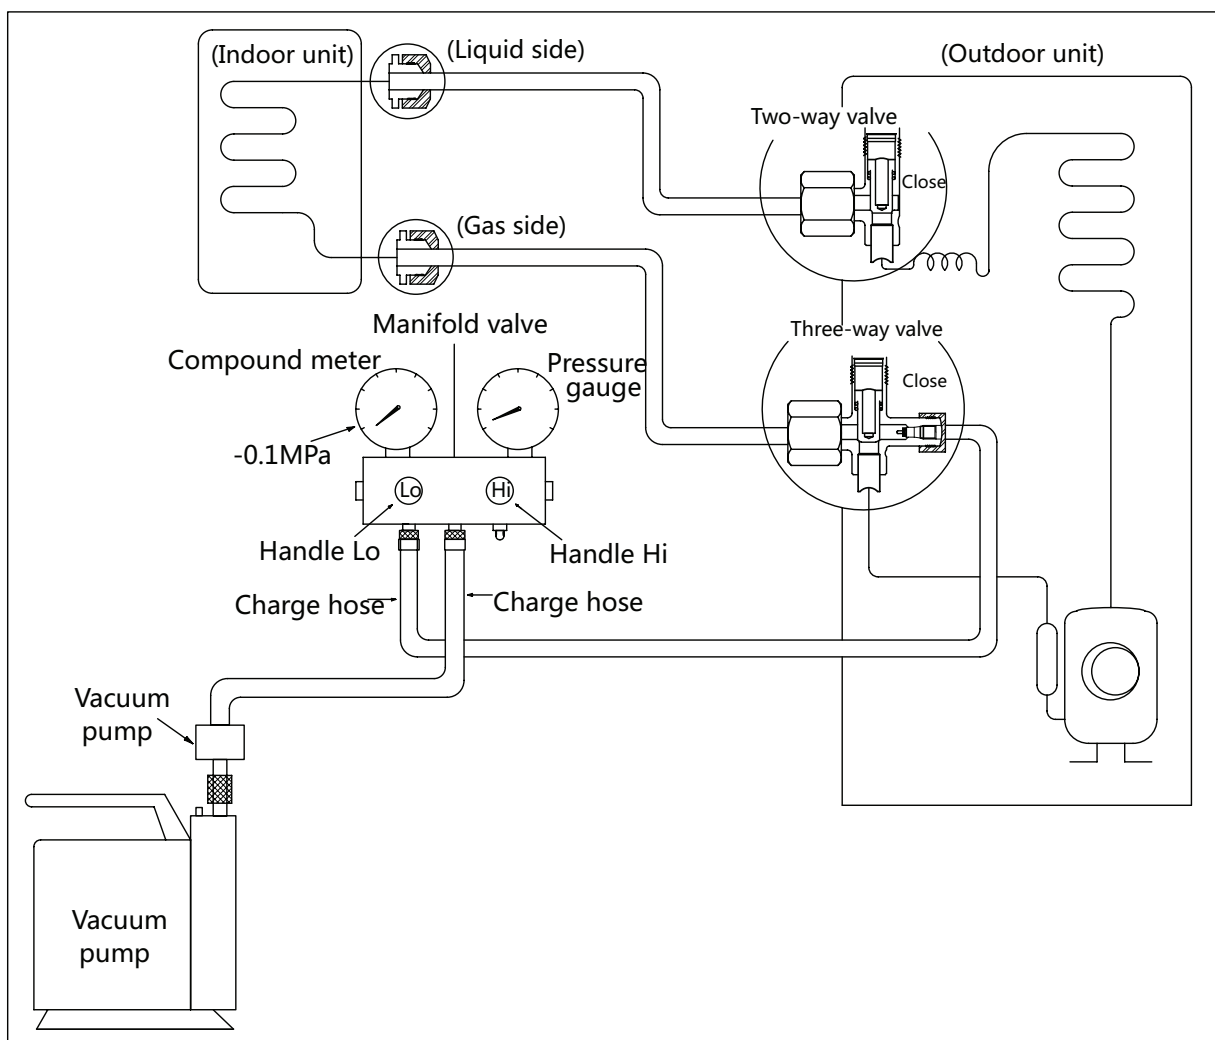 (Indoor unit)
(Liquid side)
(Outdoor unit)
Two-way valve
Close
(Gas side)
Manifold valve
Three-way valve
Compound meter
Pressure
gauge
Close
-0.1MPa
Lo
Hi
Handle Lo
Handle Hi
Charge hose
Charge hose
Vacuum
pump
Vacuum
pump